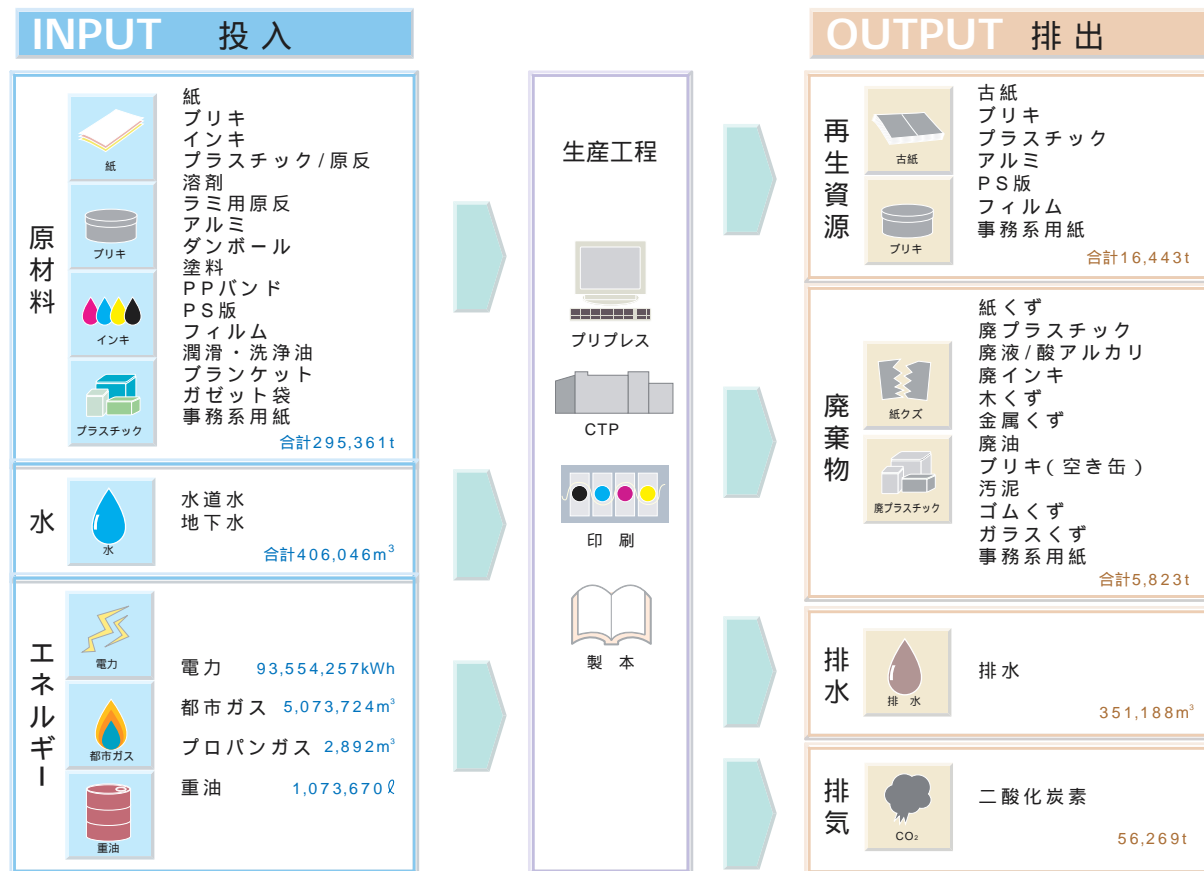 INPUT 投入
原材料
紙
ブリキ
インキ
プラスチック
紙
ブリキ
インキ
プラスチック/原反
溶剤
ラミ用原反
アルミ
ダンボール
塗料
PPバンド
PS版
フィルム
潤滑・洗浄油
ブランケット
ガゼット袋
事務系用紙
合計295,361t
水
水
水道水
地下水
合計406,046m³
エネルギー
電力
都市ガス
重油
電力 93,554,257kWh
都市ガス 5,073,724m³
プロパンガス 2,892m³
重油 1,073,670ℓ
生産工程
プリプレス
CTP
印刷
製本
OUTPUT 排出
再生資源
古紙
ブリキ
古紙
ブリキ
プラスチック
アルミ
PS版
フィルム
事務系用紙
合計16,443t
廃棄物
紙クズ
廃プラスチック
紙くず
廃プラスチック
廃液/酸アルカリ
廃インキ
木くず
金属くず
廃油
ブリキ(空き缶)
汚泥
ゴムくず
ガラスくず
事務系用紙
合計5,823t
排水
排水
排水
351,188m³
排気
CO₂
二酸化炭素
56,269t